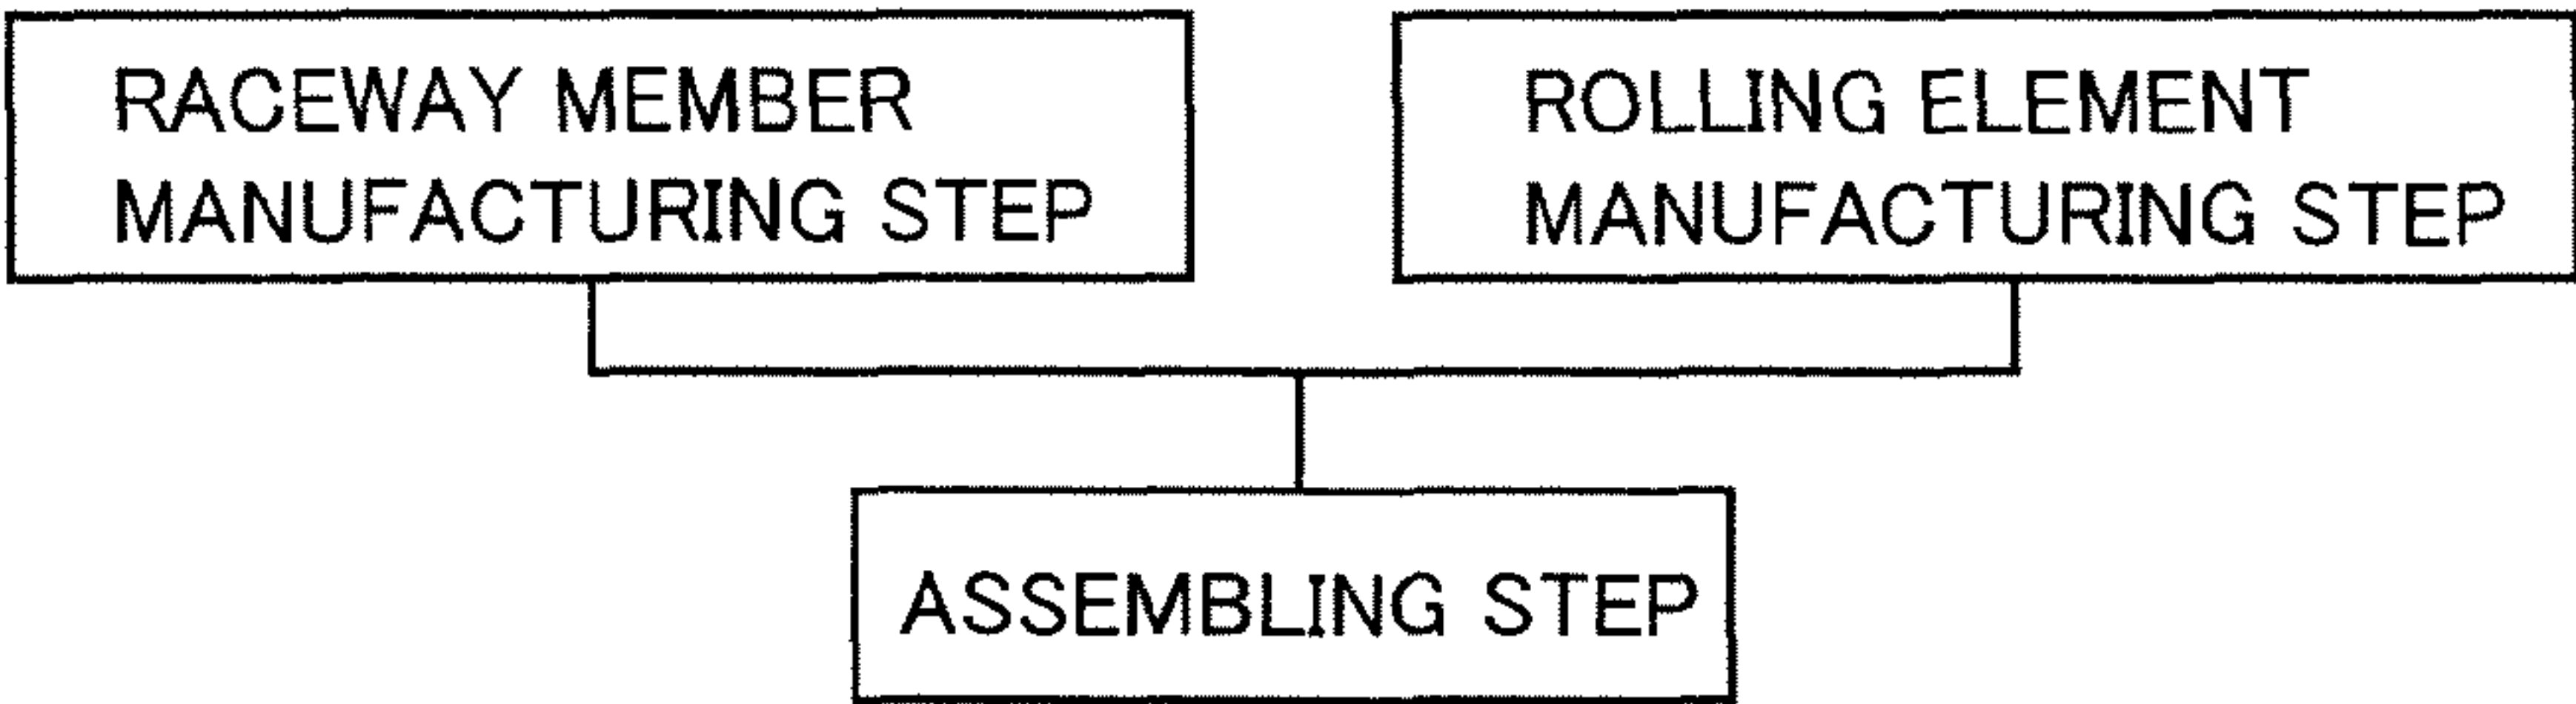 RACEWAY MEMBER
MANUFACTURING STEP
ROLLING ELEMENT
MANUFACTURING STEP
ASSEMBLING STEP